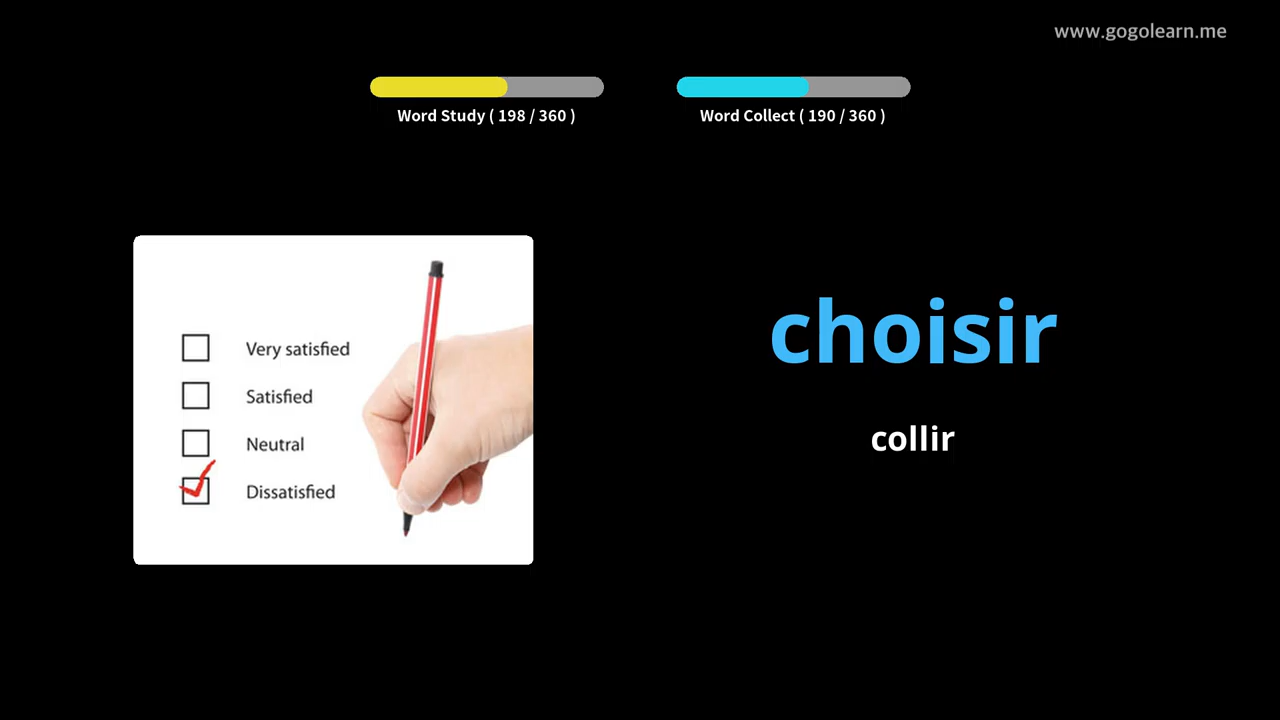 www.gogolearn.me
Word Study ( 198 / 360 )
Word Collect ( 190 / 360 )
choisir
collir
Very satisfied
Satisfied
Neutral
Dissatisfied